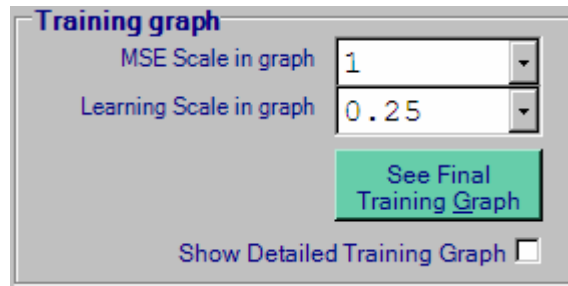 Training graph
MSE Scale in graph 1
Learning Scale in graph 0.25
See Final
Training Graph
Show Detailed Training Graph